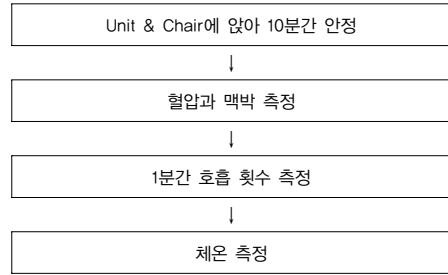 Unit & Chair에 앉아 10분간 안정
↓
혈압과 맥박 측정
↓
1분간 호흡 횟수 측정
↓
체온 측정